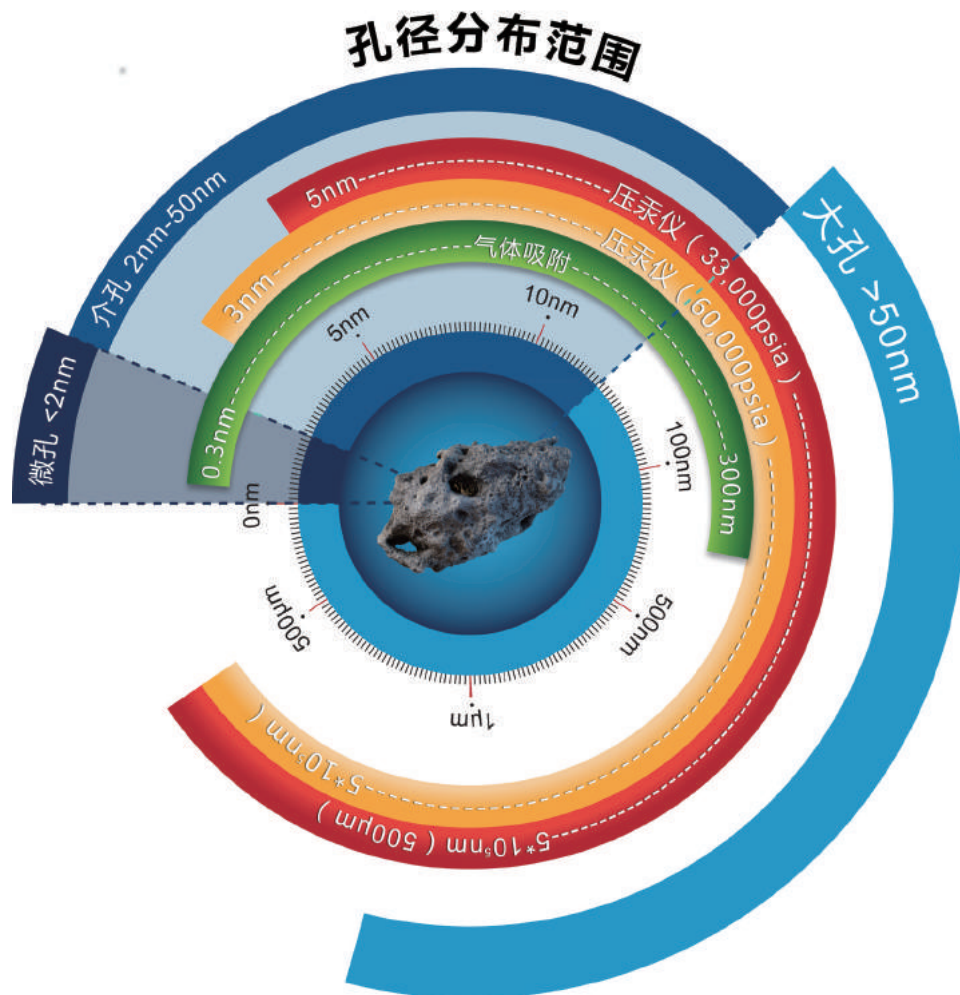 孔径分布范围
微孔 <2nm
介孔 2nm-50nm
大孔 >50nm
5nm 压汞仪 ( 33,000psia ) 5*10⁵nm ( 500μm )
3nm 压汞仪 ( 60,000psia ) 5*10⁵nm (
0.3nm 气体吸附 300nm
0nm
5nm
10nm
100nm
500nm
1μm
500μm